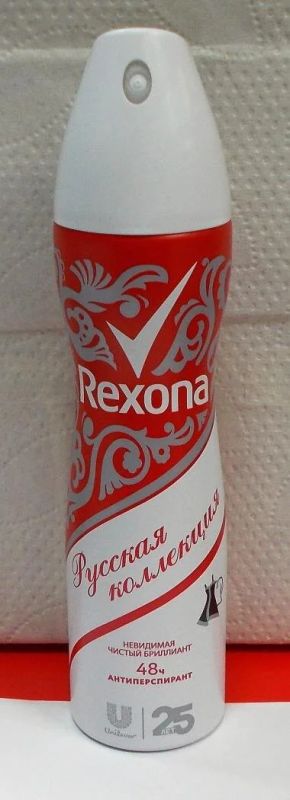 Rexona
Русская
коллекция
НЕВИДИМАЯ
ЧИСТЫЙ БРИЛЛИАНТ
48ч
АНТИПЕРСПИРАНТ
Unilever
25
ЛЕТ